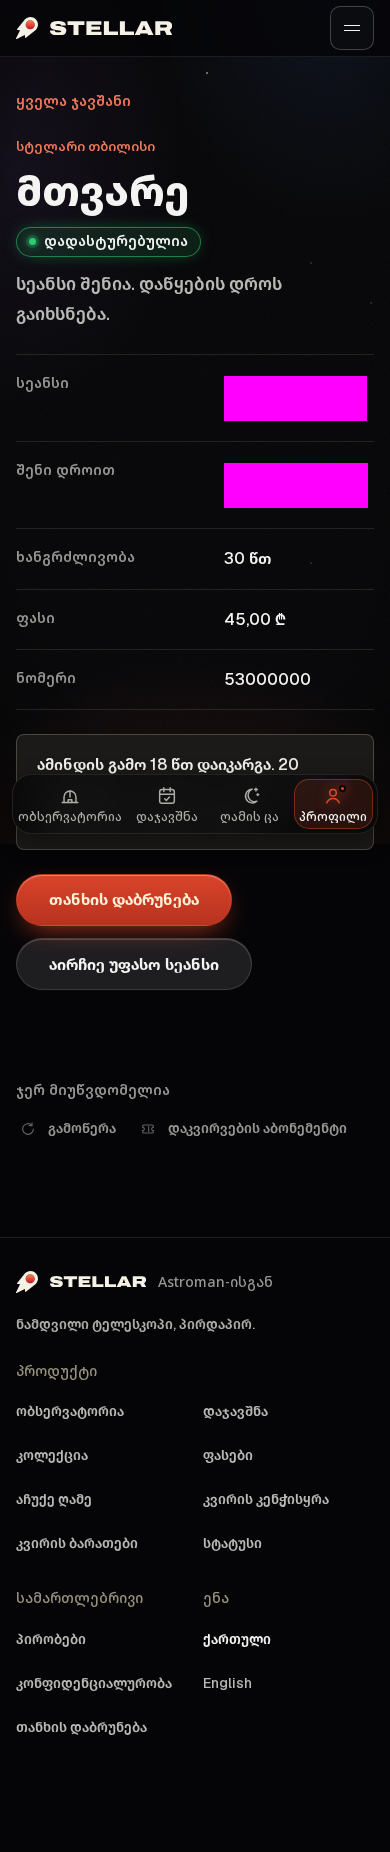 STELLAR
ყველა ჯავშანი
სტელარი თბილისი
მთვარე
დადასტურებულია
სეანსი შენია. დაწყების დროს
გაიხსნება.
სეანსი
შენი დროით
ხანგრძლივობა
30 წთ
ფასი
45,00 ₾
ნომერი
53000000
ამინდის გამო 18 წთ დაიკარგა. 20
ობსერვატორია
დაჯავშნა
ღამის ცა
პროფილი
თანხის დაბრუნება
აირჩიე უფასო სეანსი
ჯერ მიუწვდომელია
გამოწერა
დაკვირვების აბონემენტი
STELLAR Astroman-ისგან
ნამდვილი ტელესკოპი, პირდაპირ.
პროდუქტი
ობსერვატორია
დაჯავშნა
კოლექცია
ფასები
აჩუქე ღამე
კვირის კენჭისყრა
კვირის ბარათები
სტატუსი
სამართლებრივი
ენა
პირობები
ქართული
კონფიდენციალურობა
English
თანხის დაბრუნება